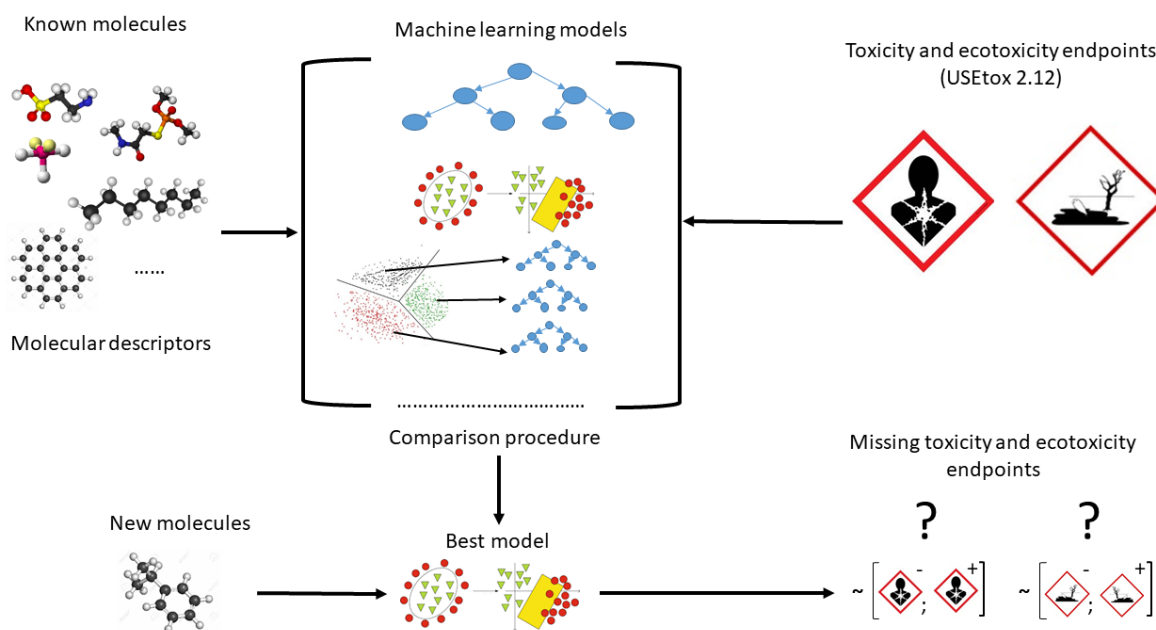 Known molecules
Machine learning models
Toxicity and ecotoxicity endpoints
(USEtox 2.12)
......
Molecular descriptors
....................................
Comparison procedure
Missing toxicity and ecotoxicity
endpoints
New molecules
Best model
? ?
~ [ - ; + ] ~ [ - ; + ]